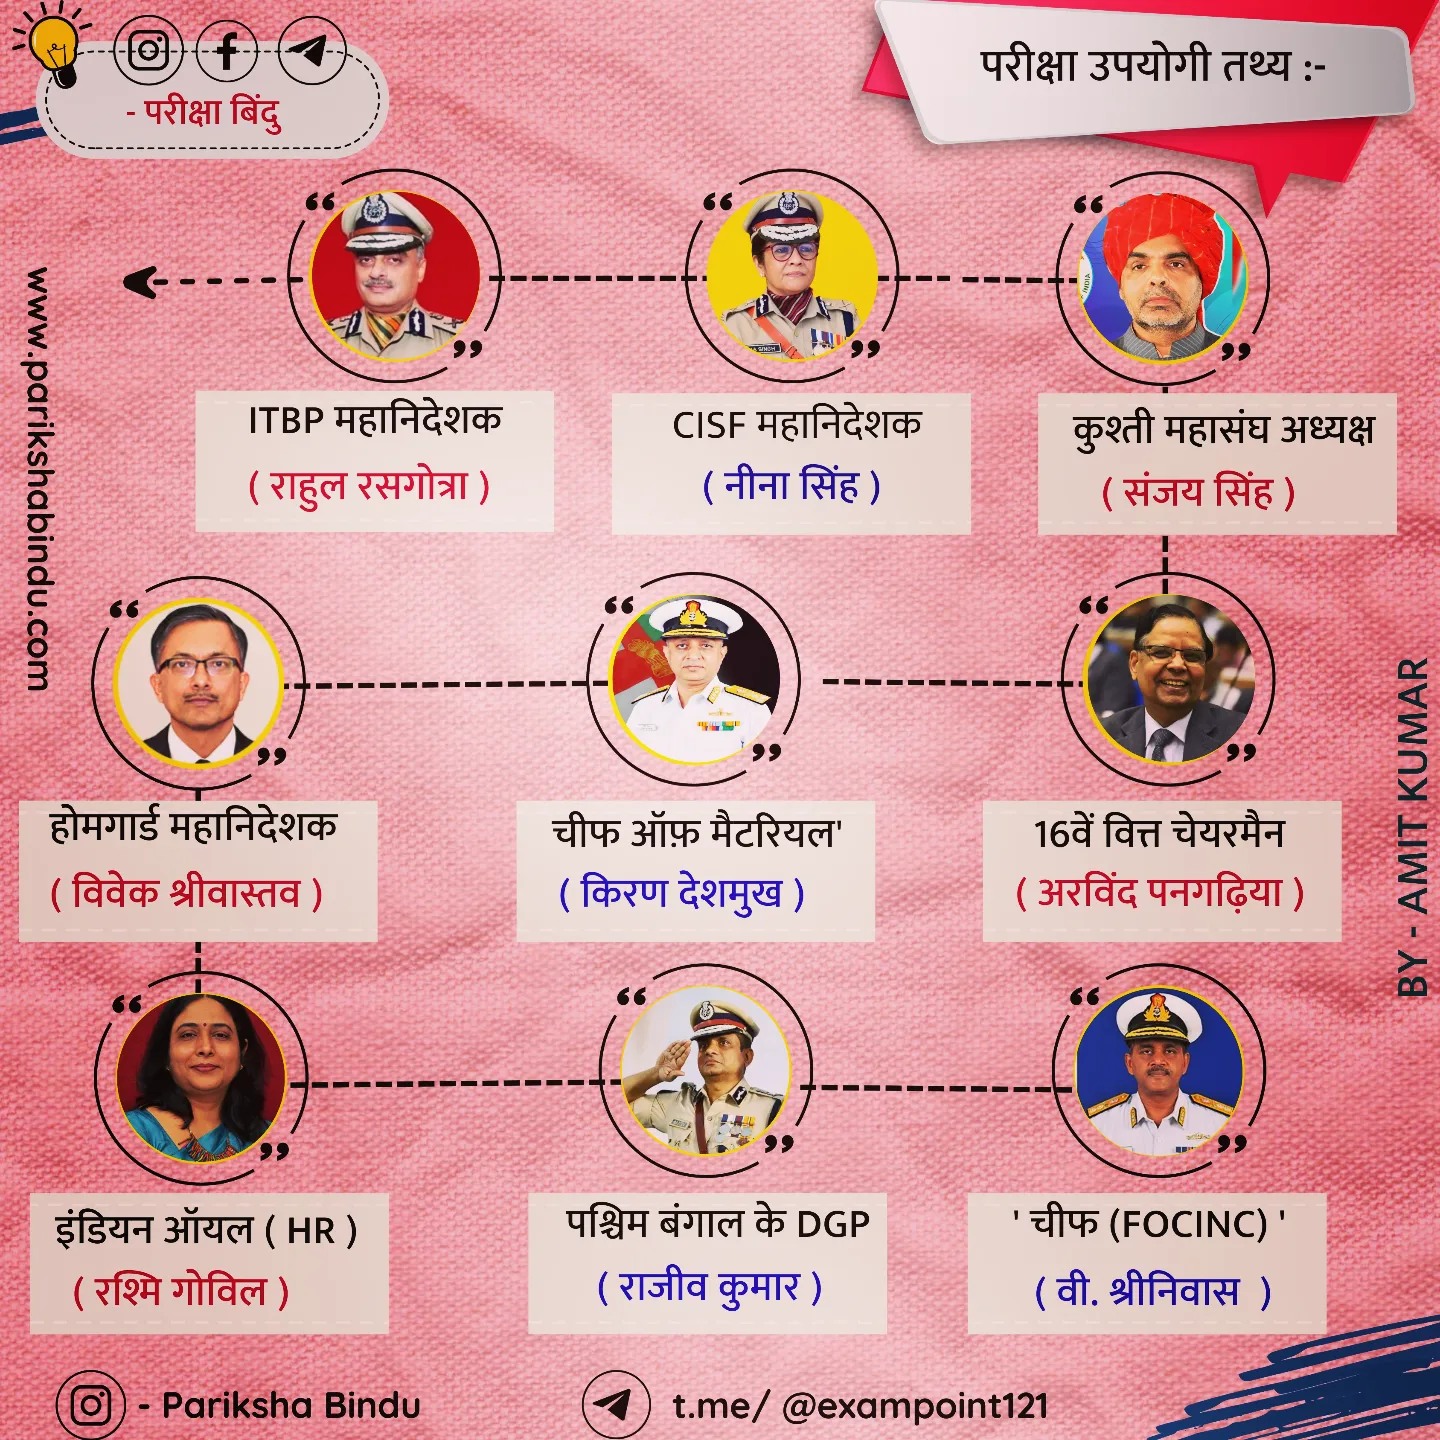 - परीक्षा बिंदु
परीक्षा उपयोगी तथ्य :-
www.parikshabindu.com
INDIA
SINGH
ITBP महानिदेशक
( राहुल रसगोत्रा )
CISF महानिदेशक
( नीना सिंह )
कुश्ती महासंघ अध्यक्ष
( संजय सिंह )
होमगार्ड महानिदेशक
( विवेक श्रीवास्तव )
चीफ ऑफ़ मैटरियल'
( किरण देशमुख )
16वें वित्त चेयरमैन
( अरविंद पनगढ़िया )
BY - AMIT KUMAR
इंडियन ऑयल ( HR )
( रश्मि गोविल )
पश्चिम बंगाल के DGP
( राजीव कुमार )
' चीफ (FOCINC) '
( वी. श्रीनिवास )
- Pariksha Bindu
t.me/ @exampoint121